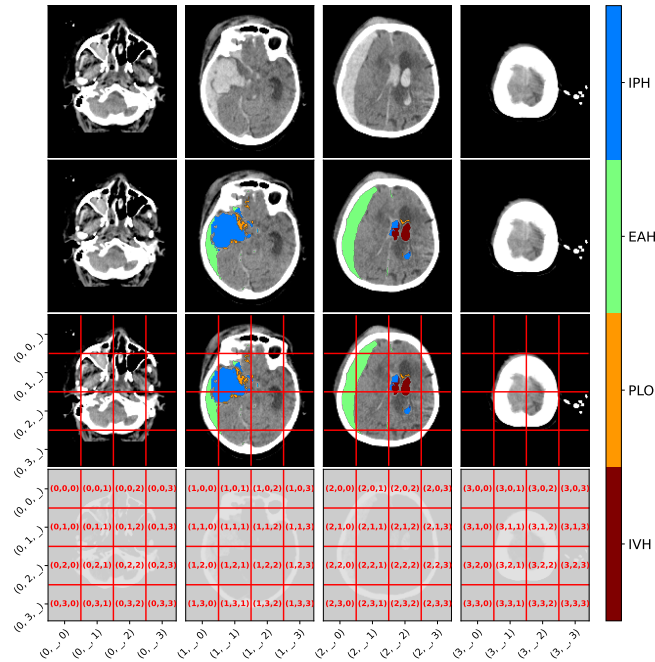 IPH
EAH
PLO
IVH
(0, 0, _)
(0, 1, _)
(0, 2, _)
(0, 3, _)
(0, 0, _)
(0, 1, _)
(0, 2, _)
(0, 3, _)
(0,0,0) (0,0,1) (0,0,2) (0,0,3) (1,0,0) (1,0,1) (1,0,2) (1,0,3) (2,0,0) (2,0,1) (2,0,2) (2,0,3) (3,0,0) (3,0,1) (3,0,2) (3,0,3)
(0,1,0) (0,1,1) (0,1,2) (0,1,3) (1,1,0) (1,1,1) (1,1,2) (1,1,3) (2,1,0) (2,1,1) (2,1,2) (2,1,3) (3,1,0) (3,1,1) (3,1,2) (3,1,3)
(0,2,0) (0,2,1) (0,2,2) (0,2,3) (1,2,0) (1,2,1) (1,2,2) (1,2,3) (2,2,0) (2,2,1) (2,2,2) (2,2,3) (3,2,0) (3,2,1) (3,2,2) (3,2,3)
(0,3,0) (0,3,1) (0,3,2) (0,3,3) (1,3,0) (1,3,1) (1,3,2) (1,3,3) (2,3,0) (2,3,1) (2,3,2) (2,3,3) (3,3,0) (3,3,1) (3,3,2) (3,3,3)
(0, _, 0) (0, _, 1) (0, _, 2) (0, _, 3) (1, _, 0) (1, _, 1) (1, _, 2) (1, _, 3) (2, _, 0) (2, _, 1) (2, _, 2) (2, _, 3) (3, _, 0) (3, _, 1) (3, _, 2) (3, _, 3)